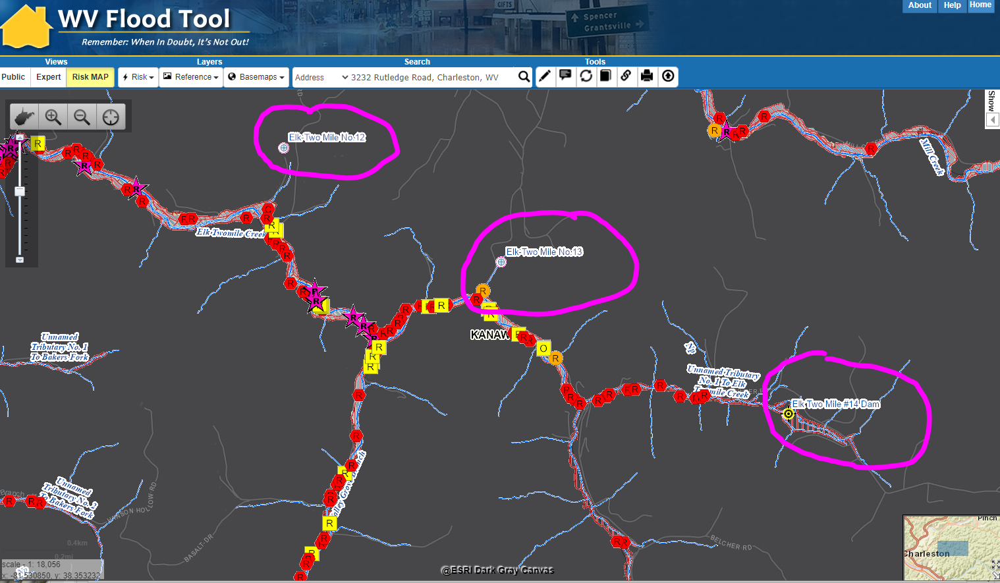 WV Flood Tool
Remember: When In Doubt, It's Not Out!
GIFTS
Spencer
Grantsville
About
Help
Home
Views
Layers
Search
Tools
Public
Expert
Risk MAP
Risk
Reference
Basemaps
Address
3232 Rutledge Road, Charleston, WV
Show
Elk-Two Mile No.12
Mill Creek
Elk Twomile Creek
Elk-Two Mile No.13
KANAW
Unnamed
Tributary No. 1
To Bakers Fork
Unnamed Tributary
No. 1 To Elk
Creek
Elk Two Mile #14 Dam
Unnamed
Tributary No. 2
To Bakers Fork
Branch
HANSON HOLLOW RD
BASALT-DR
BELCHER RD
0.4km
0.2mi
scale - 1: 18,056
x: -81.530850, y: 38.353232
@ESRI Dark Gray Canvas
Pinch
Charleston